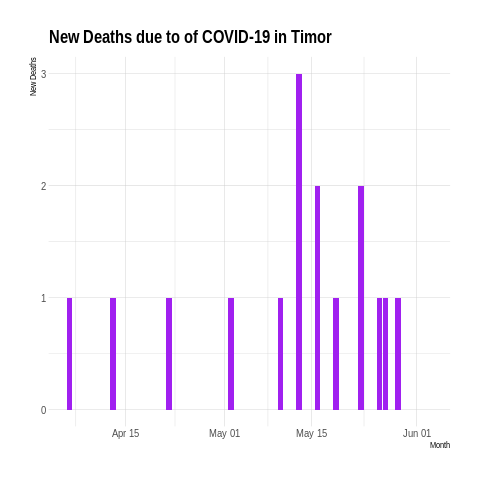 New Deaths due to of COVID-19 in Timor
New Deaths
3
2
1
0
Apr 15 May 01 May 15 Jun 01
Month